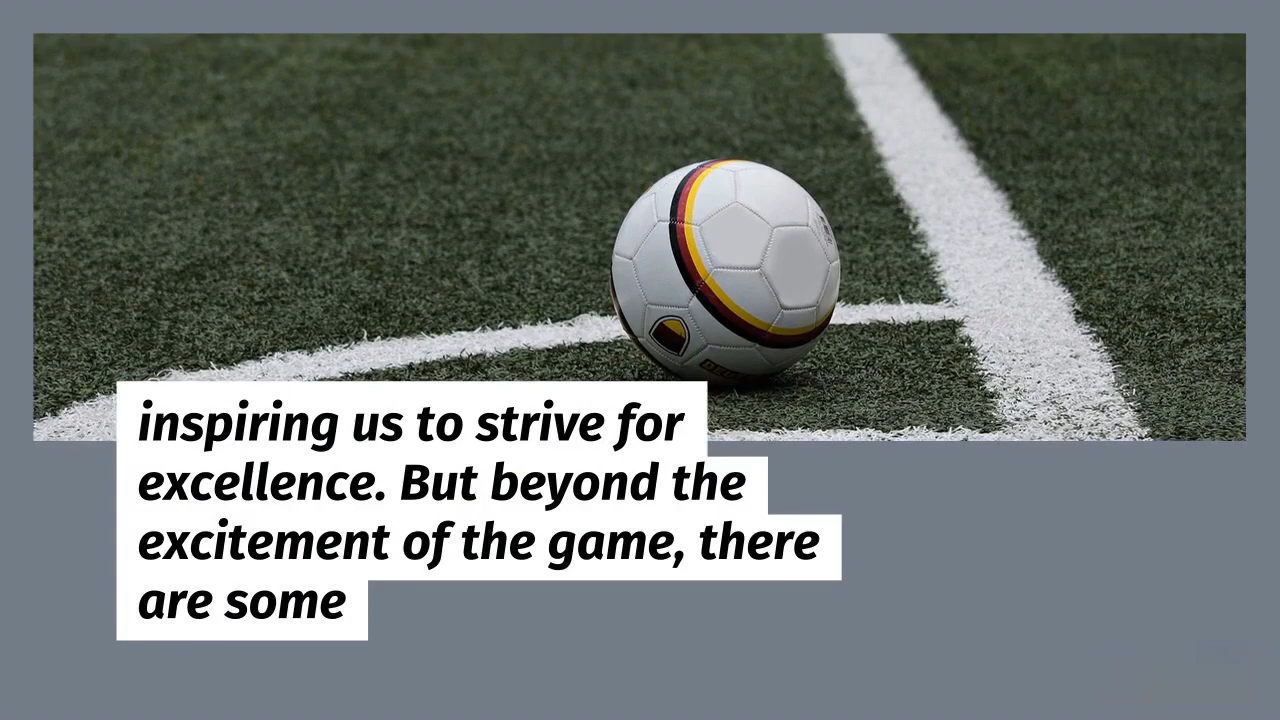 inspiring us to strive for
excellence. But beyond the
excitement of the game, there
are some